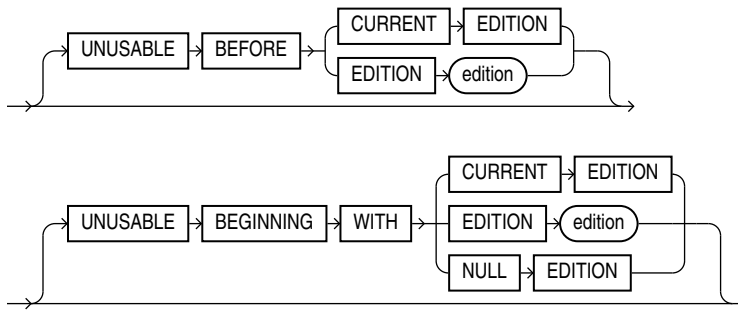 CURRENT EDITION
UNUSABLE BEFORE
EDITION edition
CURRENT EDITION
UNUSABLE BEGINNING WITH EDITION edition
NULL EDITION